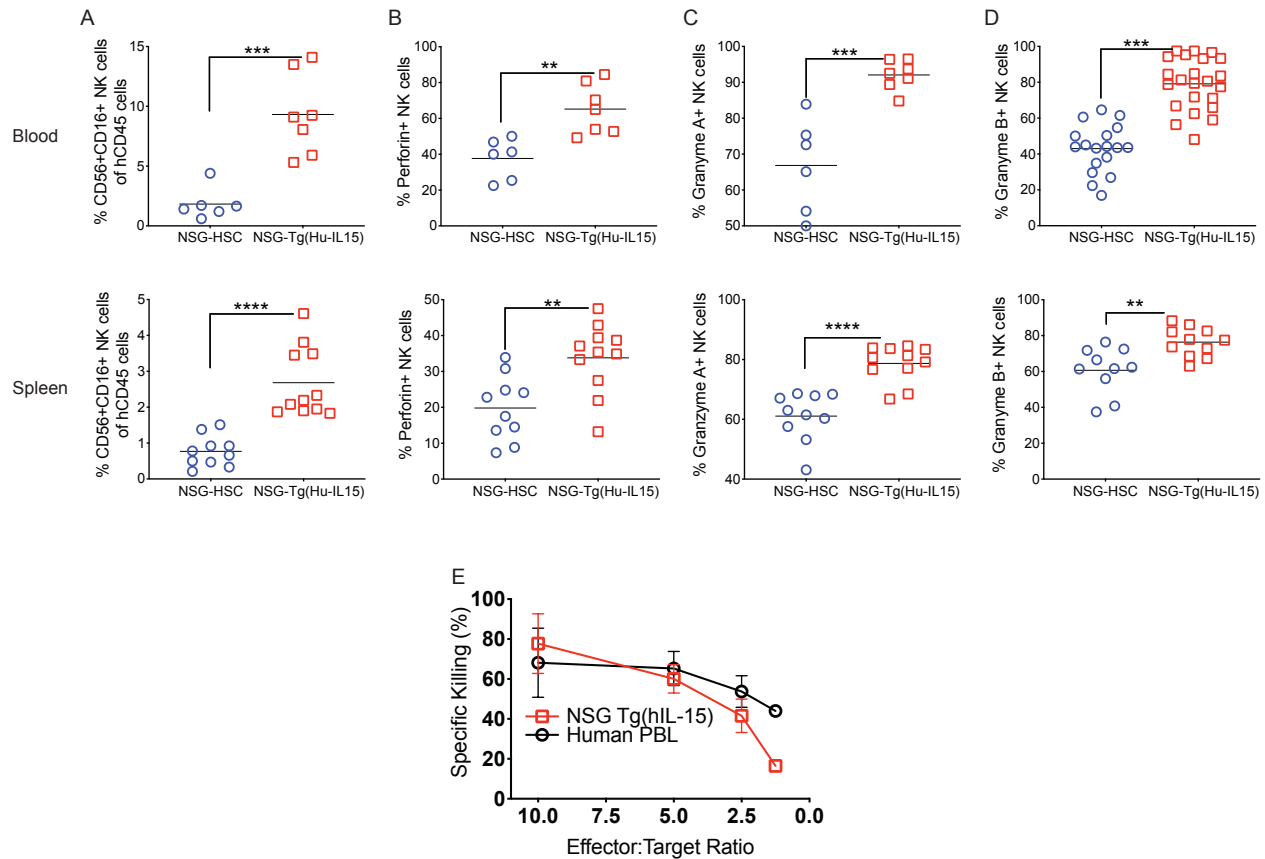 A
B
C
D
Blood
% CD56+CD16+ NK cells
of hCD45 cells
15
10
5
0
***
NSG-HSC
NSG-Tg(Hu-IL15)
% Perforin+ NK cells
100
80
60
40
20
0
**
NSG-HSC
NSG-Tg(Hu-IL15)
% Granyme A+ NK cells
100
90
80
70
60
50
***
NSG-HSC
NSG-Tg(Hu-IL15)
% Granyme B+ NK cells
100
80
60
40
20
0
***
NSG-HSC
NSG-Tg(Hu-IL15)
Spleen
% CD56+CD16+ NK cells
of hCD45 cells
5
4
3
2
1
0
****
NSG-HSC
NSG-Tg(Hu-IL15)
% Perforin+ NK cells
50
40
30
20
10
0
**
NSG-HSC
NSG-Tg(Hu-IL15)
% Granzyme A+ NK cells
100
80
60
40
****
NSG-HSC
NSG-Tg(Hu-IL15)
% Granyme B+ NK cells
100
80
60
40
20
0
**
NSG-HSC
NSG-Tg(Hu-IL15)
E
Specific Killing (%)
100
80
60
40
20
0
NSG Tg(hIL-15)
Human PBL
10.0
7.5
5.0
2.5
0.0
Effector:Target Ratio